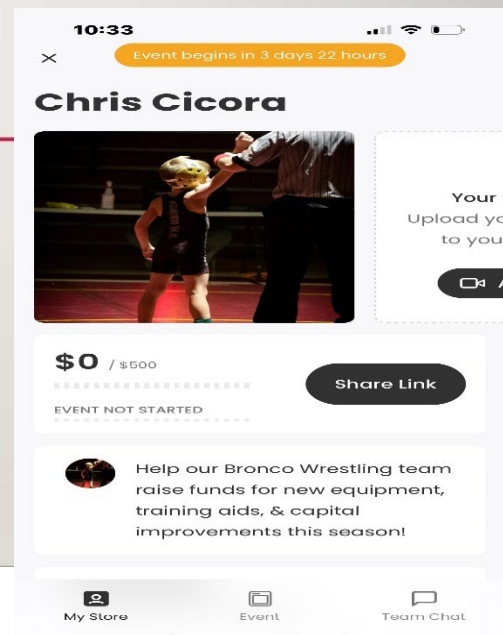 10:33
Event begins in 3 days 22 hours
Chris Cicora
Your
Upload yo
to you
A
$0 / $500
Share Link
EVENT NOT STARTED
Help our Bronco Wrestling team
raise funds for new equipment,
training aids, & capital
improvements this season!
My Store
Event
Team Chat